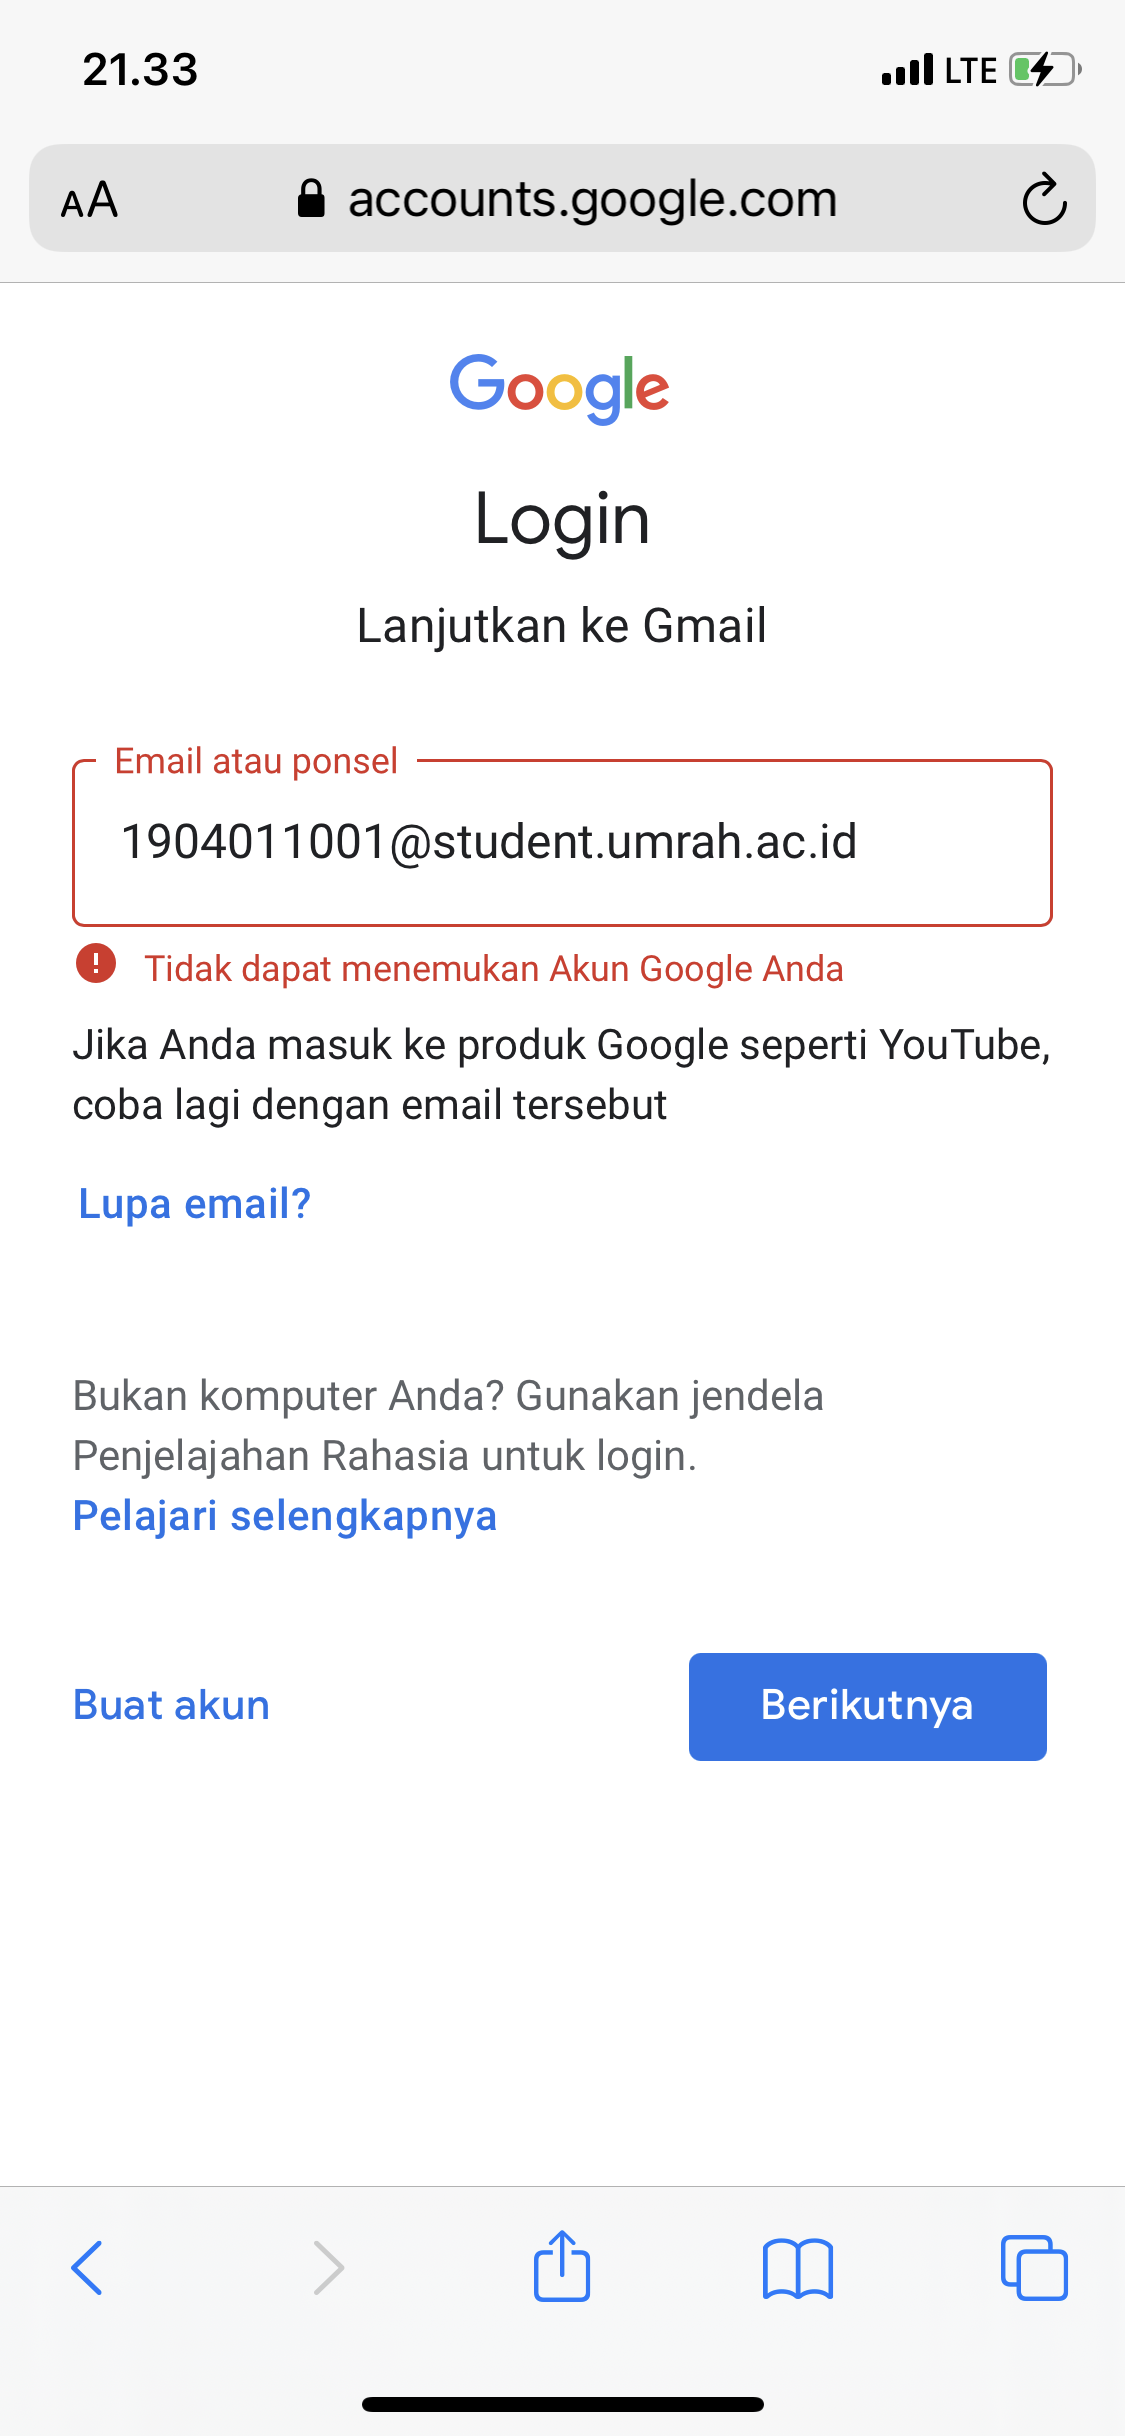 21.33
LTE
AA
accounts.google.com
Google
Login
Lanjutkan ke Gmail
Email atau ponsel
1904011001@student.umrah.ac.id
Tidak dapat menemukan Akun Google Anda
Jika Anda masuk ke produk Google seperti YouTube,
coba lagi dengan email tersebut
Lupa email?
Bukan komputer Anda? Gunakan jendela
Penjelajahan Rahasia untuk login.
Pelajari selengkapnya
Buat akun
Berikutnya